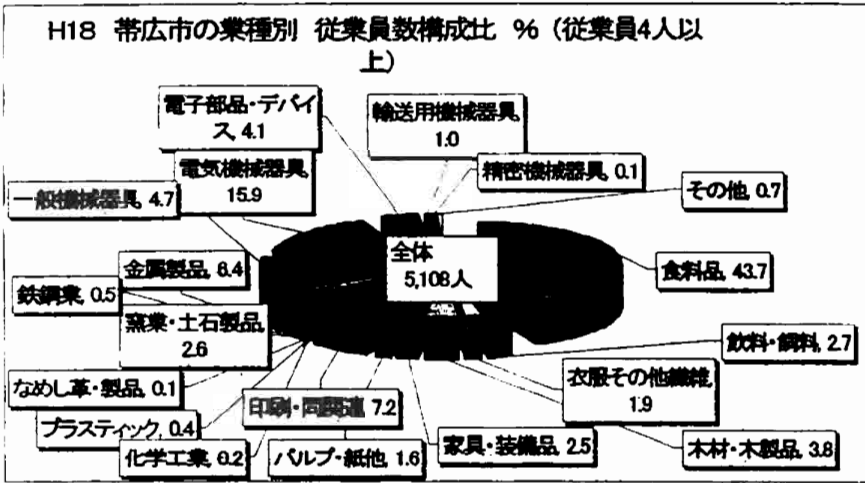 H18 帯広市の業種別 従業員数構成比 % (従業員4人以
上)
電子部品・デバイ
ス, 4.1
輸送用機械器具,
1.0
電気機械器具,
15.9
精密機械器具, 0.1
一般機械器具, 4.7
その他, 0.7
全体
5,108人
金属製品, 8.4
食料品, 43.7
鉄鋼業, 0.5
窯業・土石製品,
2.6
飲料・飼料, 2.7
衣服その他繊維,
1.9
なめし革・製品, 0.1
印刷・同関連, 7.2
プラスティック, 0.4
家具・装備品, 2.5
木材・木製品, 3.8
化学工業, 0.2
パルプ・紙他, 1.6